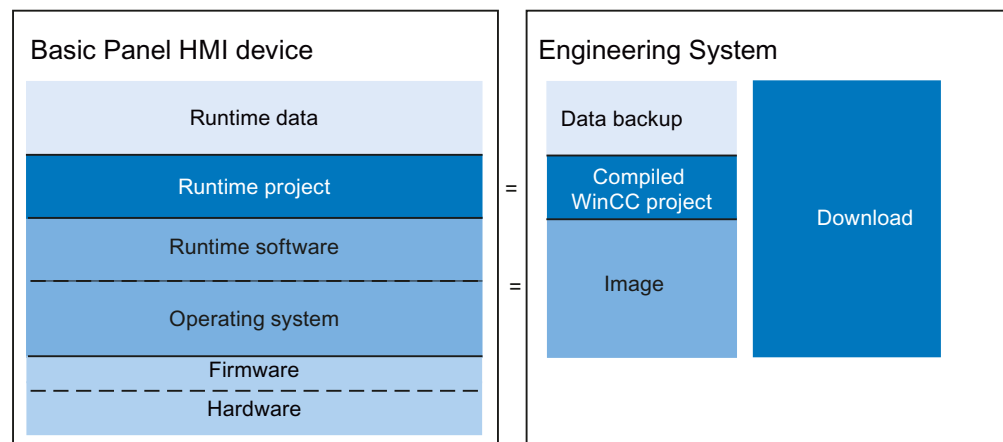 Basic Panel HMI device
Runtime data
Runtime project
Runtime software
Operating system
Firmware
Hardware
=
=
Engineering System
Data backup
Compiled
WinCC project
Image
Download